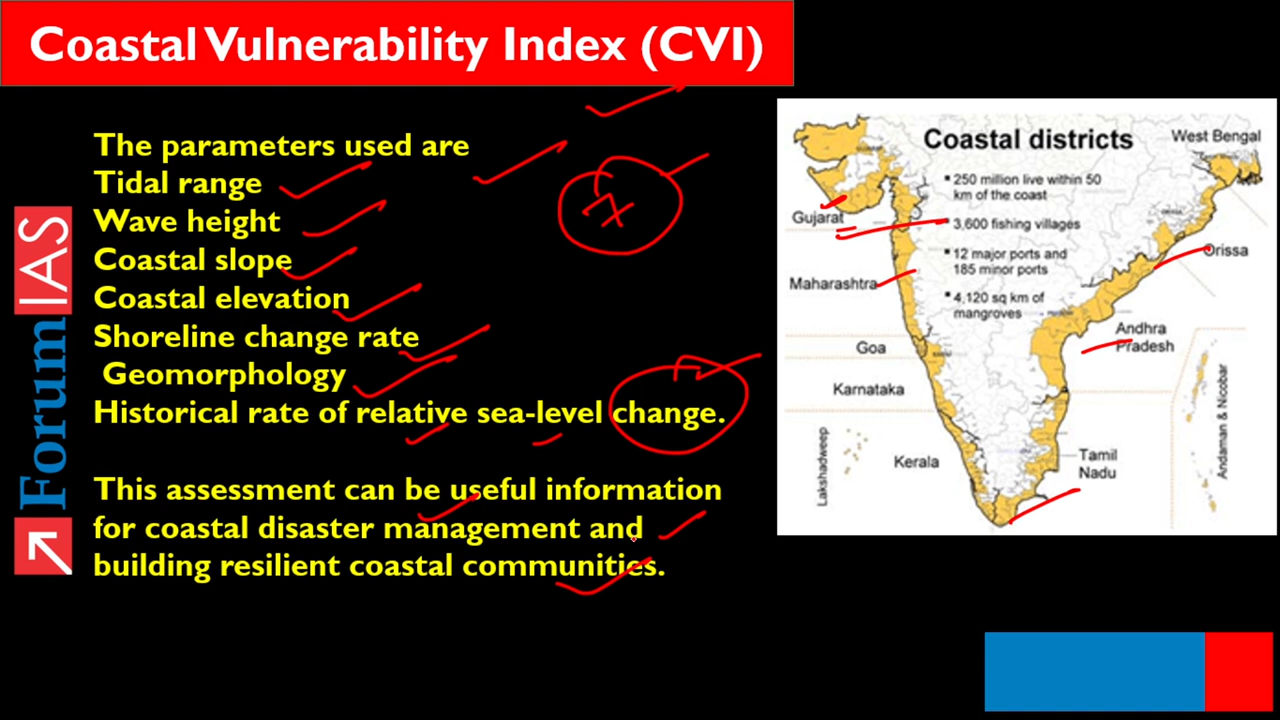 Coastal Vulnerability Index (CVI)
The parameters used are
Tidal range
Wave height
Coastal slope
Coastal elevation
Shoreline change rate
Geomorphology
Historical rate of relative sea-level change.
This assessment can be useful information
for coastal disaster management and
building resilient coastal communities.
ForumIAS
Coastal districts
West Bengal
250 million live within 50
km of the coast
Gujarat
3,600 fishing villages
Orissa
12 major ports and
185 minor ports
Maharashtra
4,120 sq km of
mangroves
Andhra
Pradesh
Goa
Karnataka
Lakshadweep
Kerala
Tamil
Nadu
Andaman & Nicobar